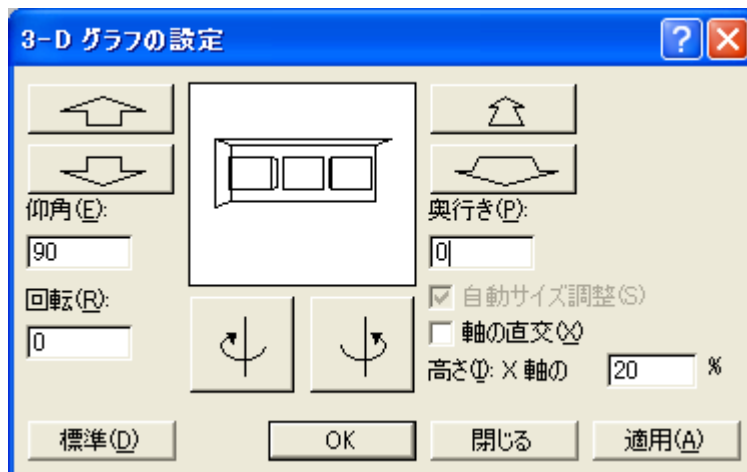 3-D グラフの設定
仰角(E):
90
回転(R):
0
奥行き(P):
0
自動サイズ調整(S)
軸の直交(X)
高さ(I): X 軸の 20 %
標準(D) OK 閉じる 適用(A)